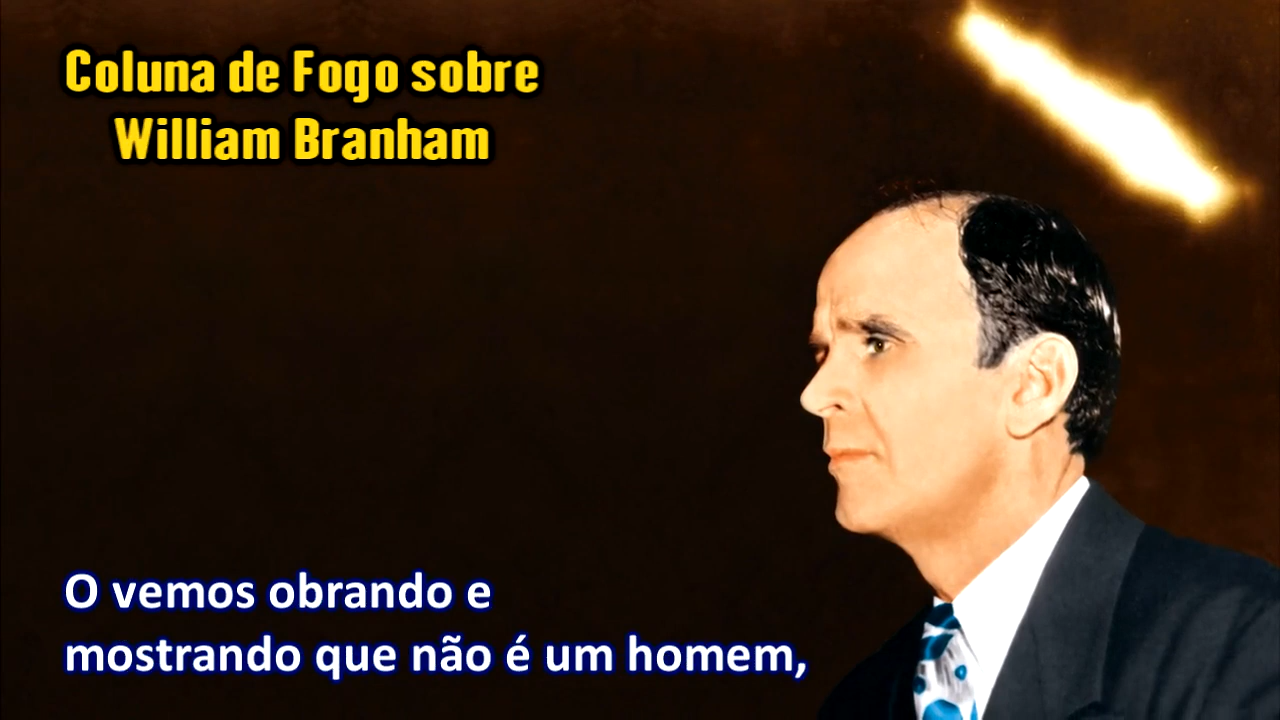 Coluna de Fogo sobre
William Branham
O vemos obrando e
mostrando que não é um homem,